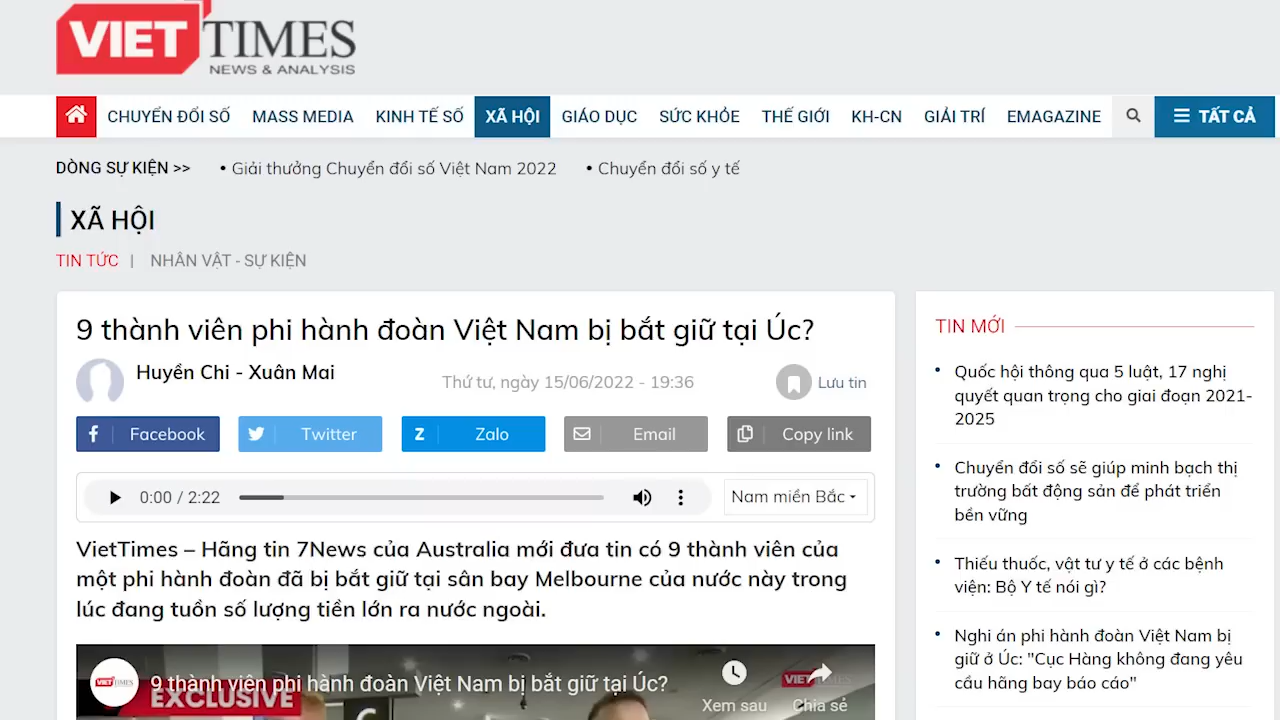 VIET TIMES
NEWS & ANALYSIS
CHUYỂN ĐỔI SỐ MASS MEDIA KINH TẾ SỐ XÃ HỘI GIÁO DỤC SỨC KHỎE THẾ GIỚI KH-CN GIẢI TRÍ EMAGAZINE TẤT CẢ
DÒNG SỰ KIỆN >> • Giải thưởng Chuyển đổi số Việt Nam 2022 • Chuyển đổi số y tế
XÃ HỘI
TIN TỨC | NHÂN VẬT - SỰ KIỆN
9 thành viên phi hành đoàn Việt Nam bị bắt giữ tại Úc?
Huyền Chi - Xuân Mai
Thứ tư, ngày 15/06/2022 - 19:36
Lưu tin
Facebook Twitter Zalo Email Copy link
0:00 / 2:22 Nam miền Bắc
VietTimes – Hãng tin 7News của Australia mới đưa tin có 9 thành viên của
một phi hành đoàn đã bị bắt giữ tại sân bay Melbourne của nước này trong
lúc đang tuồn số lượng tiền lớn ra nước ngoài.
VIETTIMES
9 thành viên phi hành đoàn Việt Nam bị bắt giữ tại Úc?
EXCLUSIVE
Xem sau
VIETTIMES
Chia sẻ
TIN MỚI
• Quốc hội thông qua 5 luật, 17 nghị
quyết quan trọng cho giai đoạn 2021-
2025
• Chuyển đổi số sẽ giúp minh bạch thị
trường bất động sản để phát triển
bền vững
• Thiếu thuốc, vật tư y tế ở các bệnh
viện: Bộ Y tế nói gì?
• Nghi án phi hành đoàn Việt Nam bị
giữ ở Úc: "Cục Hàng không đang yêu
cầu hãng bay báo cáo"